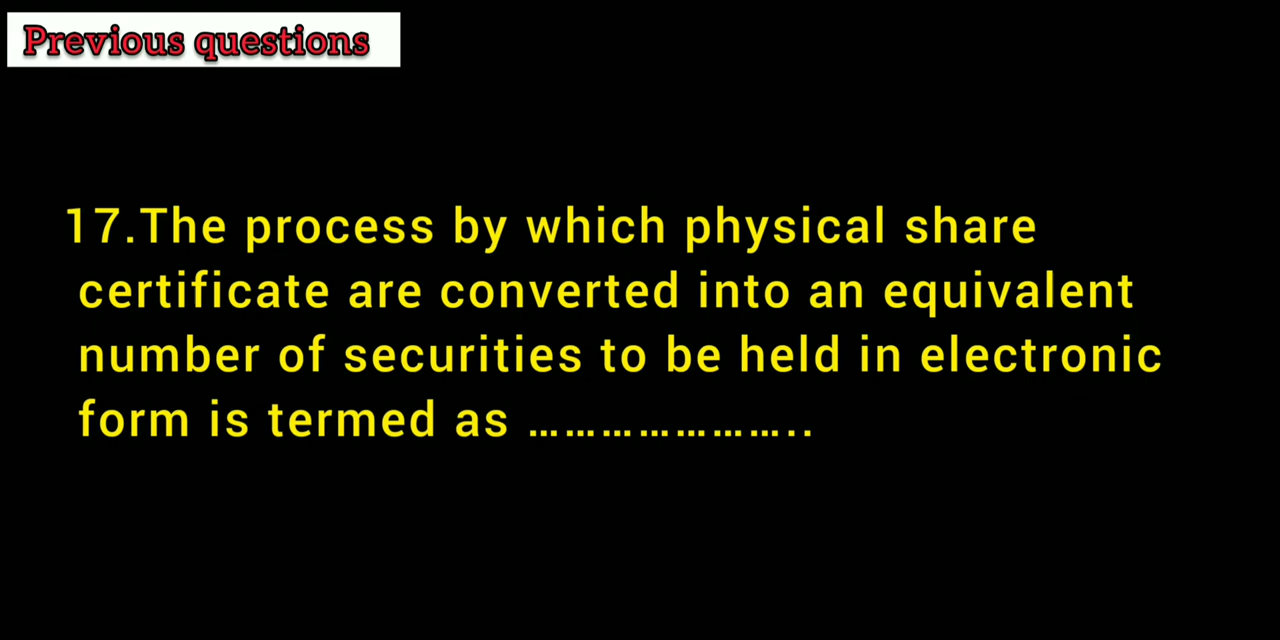 Previous questions
17.The process by which physical share
certificate are converted into an equivalent
number of securities to be held in electronic
form is termed as …………………..